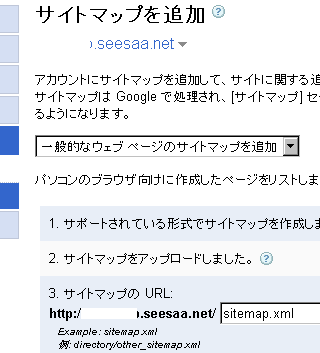 サイトマップを追加
.seesaa.net
アカウントにサイトマップを追加して、サイトに関する追
サイトマップは Google で処理され、[サイトマップ] セ
るようになります。
一般的なウェブ ページのサイトマップを追加
パソコンのブラウザ向けに作成したページをリストしま
1. サポートされている形式でサイトマップを作成しま
2. サイトマップをアップロードしました。
3. サイトマップの URL:
http:/ .seesaa.net/ sitemap.xml
Example: sitemap.xml
例: directory/other_sitemap.xml